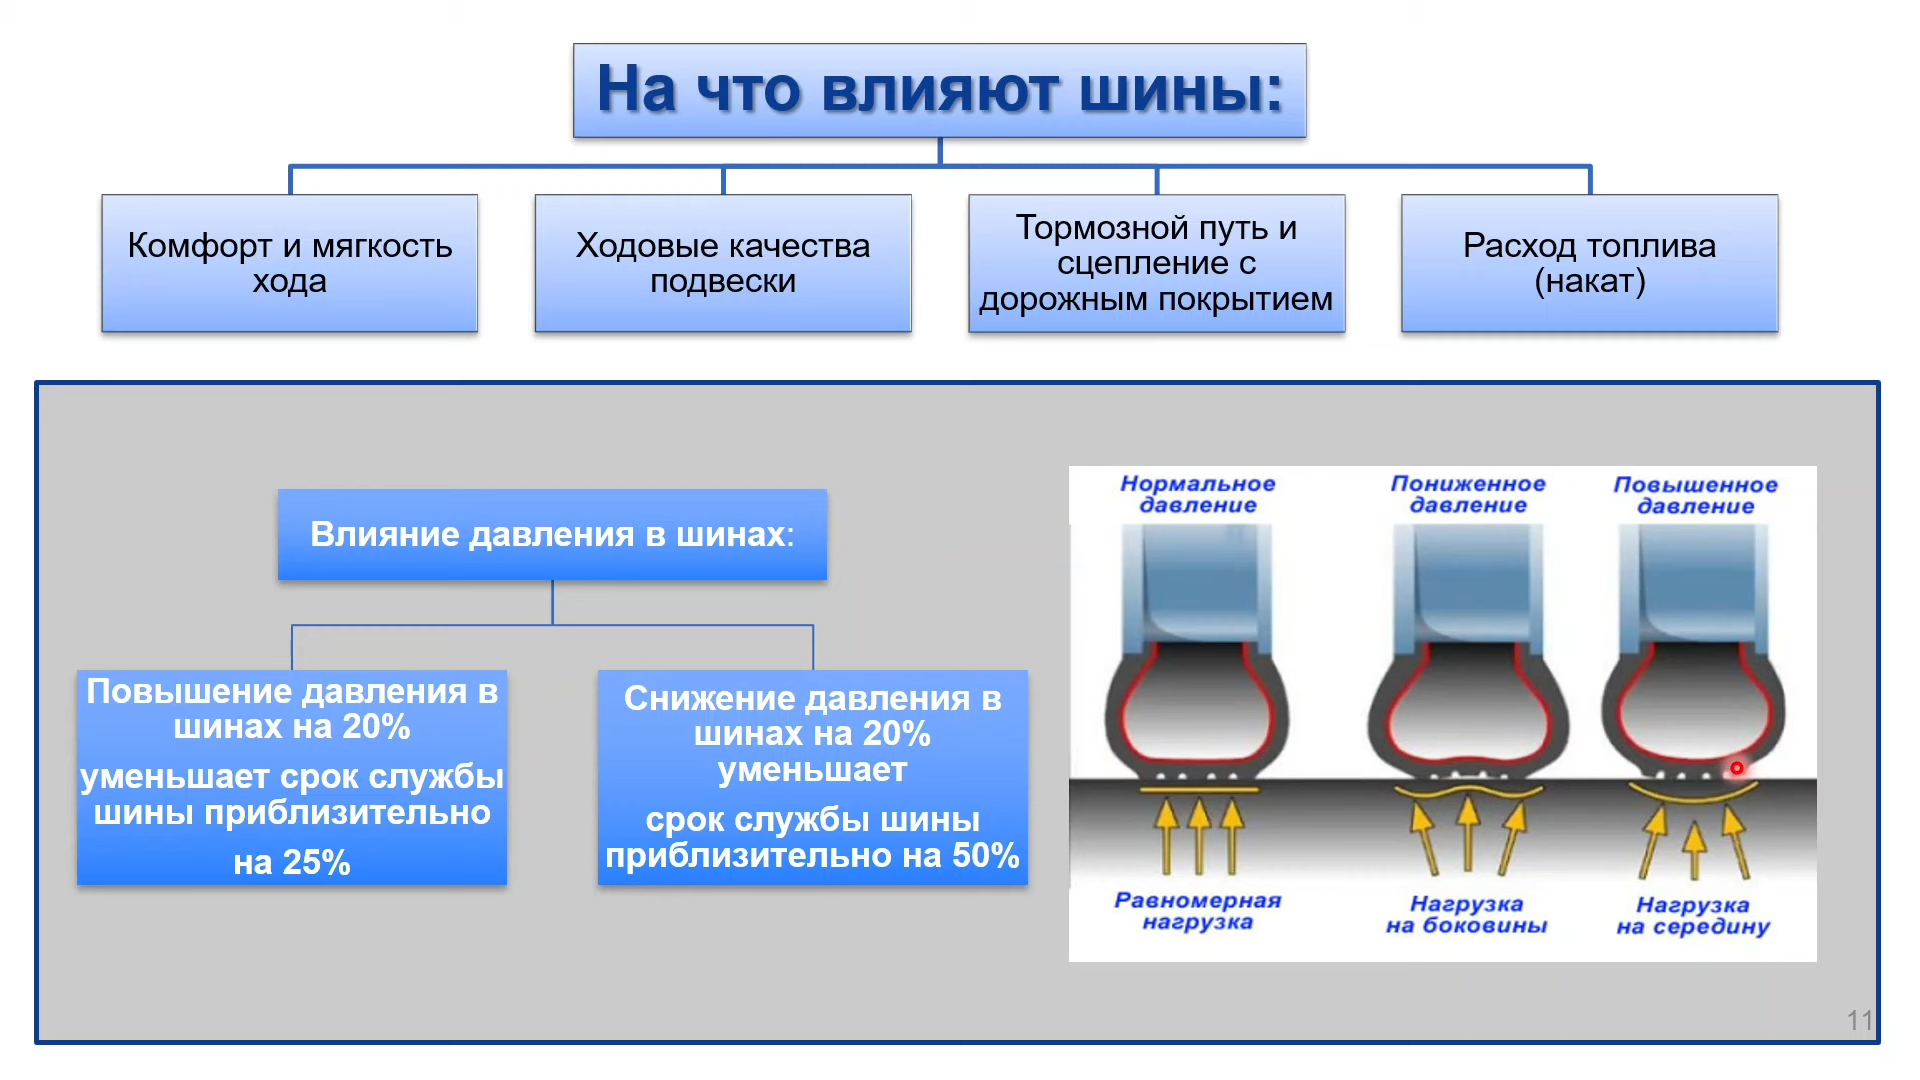 На что влияют шины:
Комфорт и мягкость
хода
Ходовые качества
подвески
Тормозной путь и
сцепление с
дорожным покрытием
Расход топлива
(накат)
Влияние давления в шинах:
Повышение давления в
шинах на 20%
уменьшает срок службы
шины приблизительно
на 25%
Снижение давления в
шинах на 20%
уменьшает
срок службы шины
приблизительно на 50%
Нормальное
давление
Пониженное
давление
Повышенное
давление
Равномерная
нагрузка
Нагрузка
на боковины
Нагрузка
на середину
11